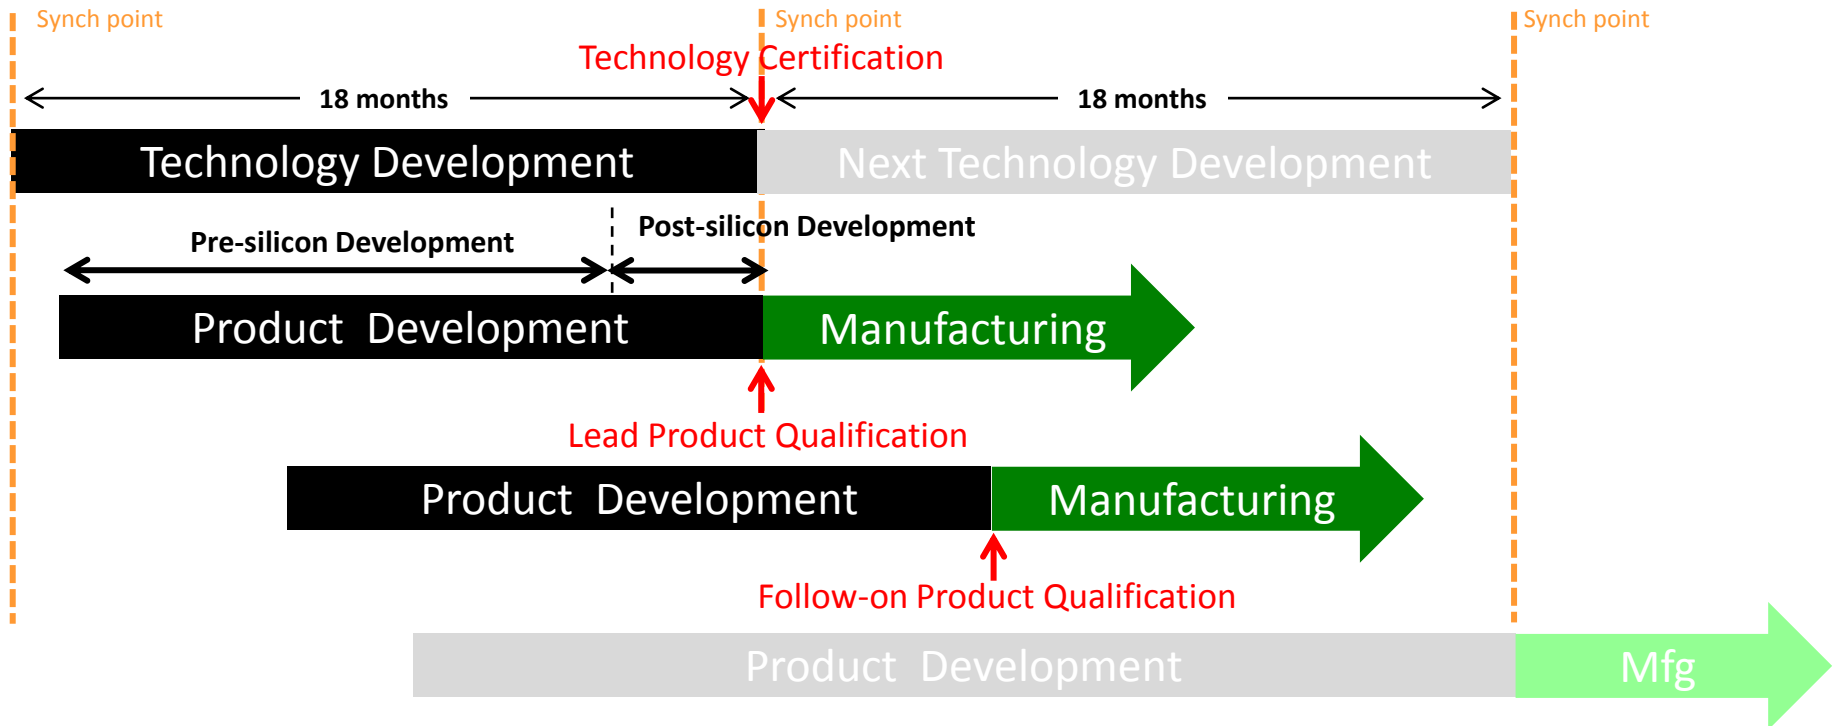 Synch point
Synch point
Synch point
Technology Certification
18 months
18 months
Technology Development
Next Technology Development
Pre-silicon Development
Post-silicon Development
Product Development
Manufacturing
Lead Product Qualification
Product Development
Manufacturing
Follow-on Product Qualification
Product Development
Mfg